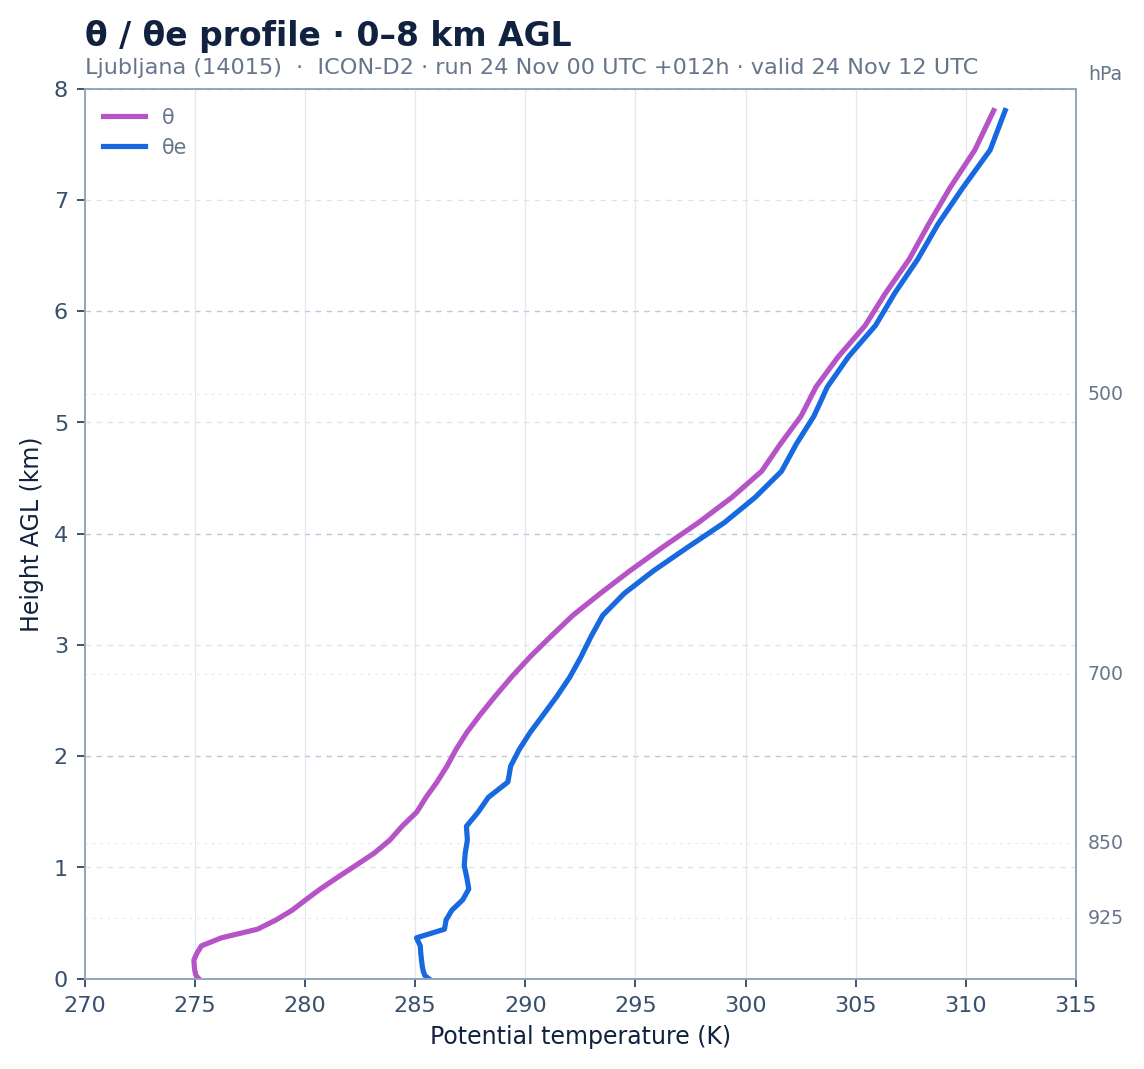 θ / θe profile · 0–8 km AGL
Ljubljana (14015)  ·  ICON-D2 · run 24 Nov 00 UTC +012h · valid 24 Nov 12 UTC
hPa
θ
θe
8
7
6
5
4
3
2
1
0
500
700
850
925
Height AGL (km)
270 275 280 285 290 295 300 305 310 315
Potential temperature (K)